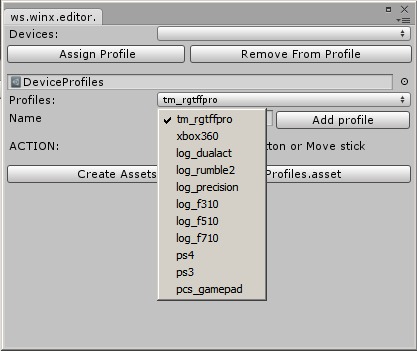 ws.winx.editor.
Devices:
Assign Profile Remove From Profile
DeviceProfiles
Profiles: tm_rgtffpro
Name tm_rgtffpro Add profile
xbox360
ACTION: log_dualact tton or Move stick
log_rumble2
Create Assets log_precision Profiles.asset
log_f310
log_f510
log_f710
ps4
ps3
pcs_gamepad